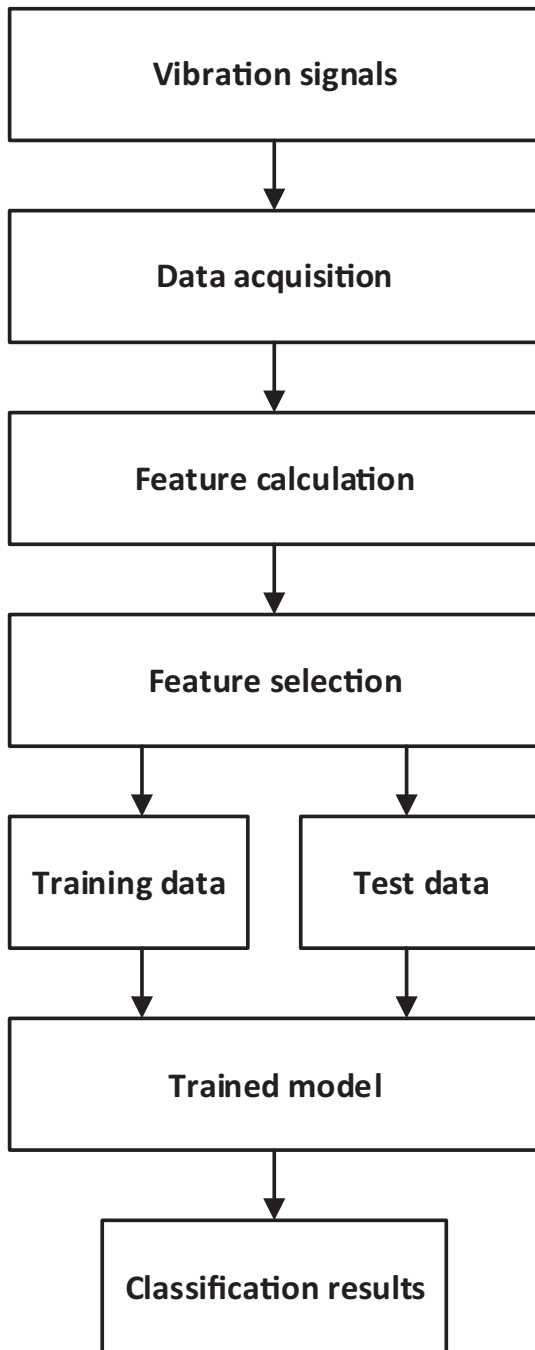 Vibration signals
Data acquisition
Feature calculation
Feature selection
Training data
Test data
Trained model
Classification results